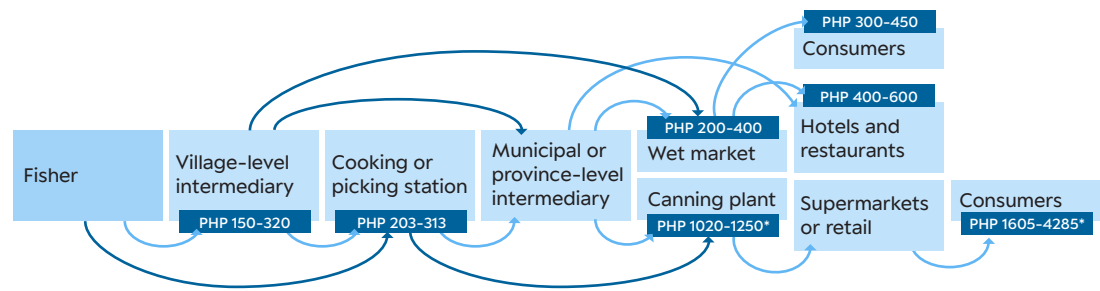 Fisher
Village-level
intermediary
PHP 150-320
Cooking or
picking station
PHP 203-313
Municipal or
province-level
intermediary
PHP 200-400
Wet market
Canning plant
PHP 1020-1250*
PHP 300-450
Consumers
PHP 400-600
Hotels and
restaurants
Supermarkets
or retail
Consumers
PHP 1605-4285*